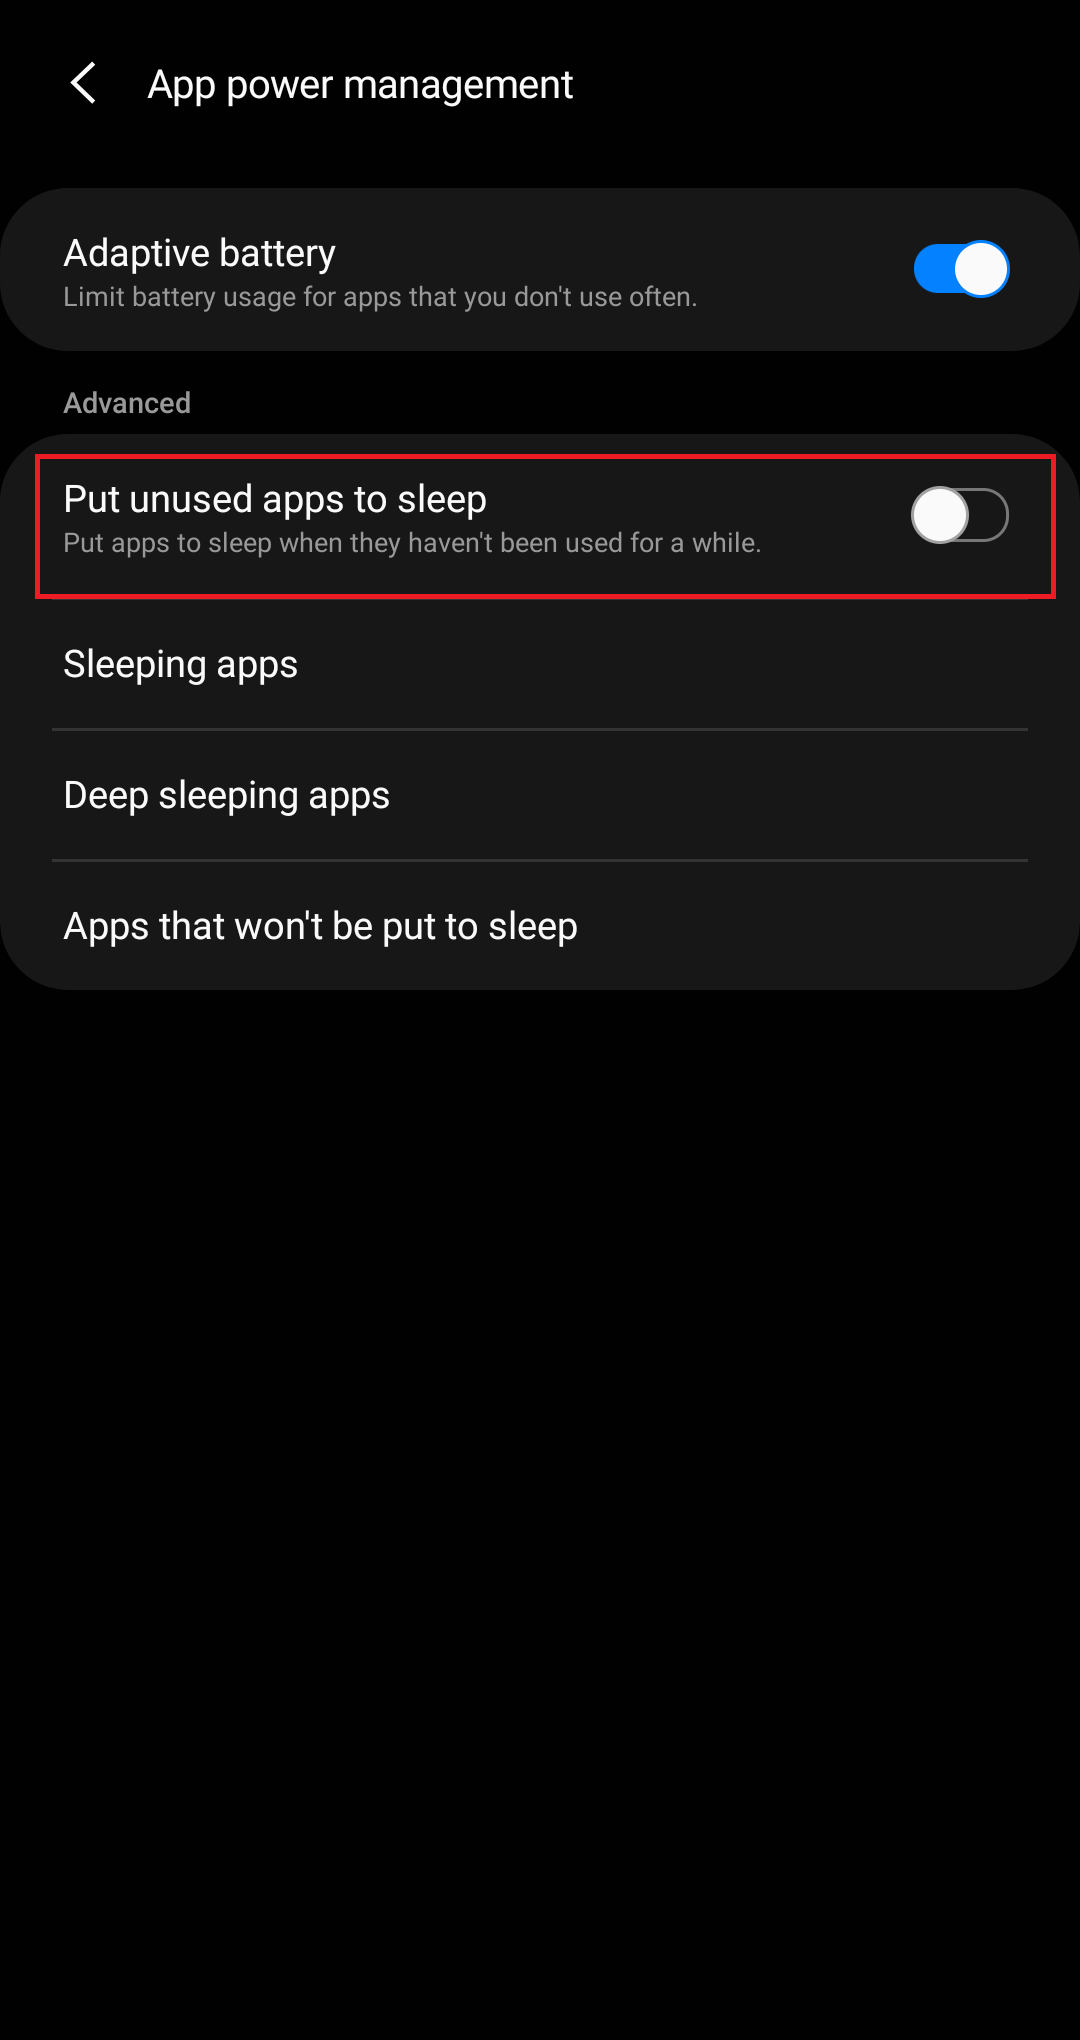 App power management
Adaptive battery
Limit battery usage for apps that you don't use often.
Advanced
Put unused apps to sleep
Put apps to sleep when they haven't been used for a while.
Sleeping apps
Deep sleeping apps
Apps that won't be put to sleep